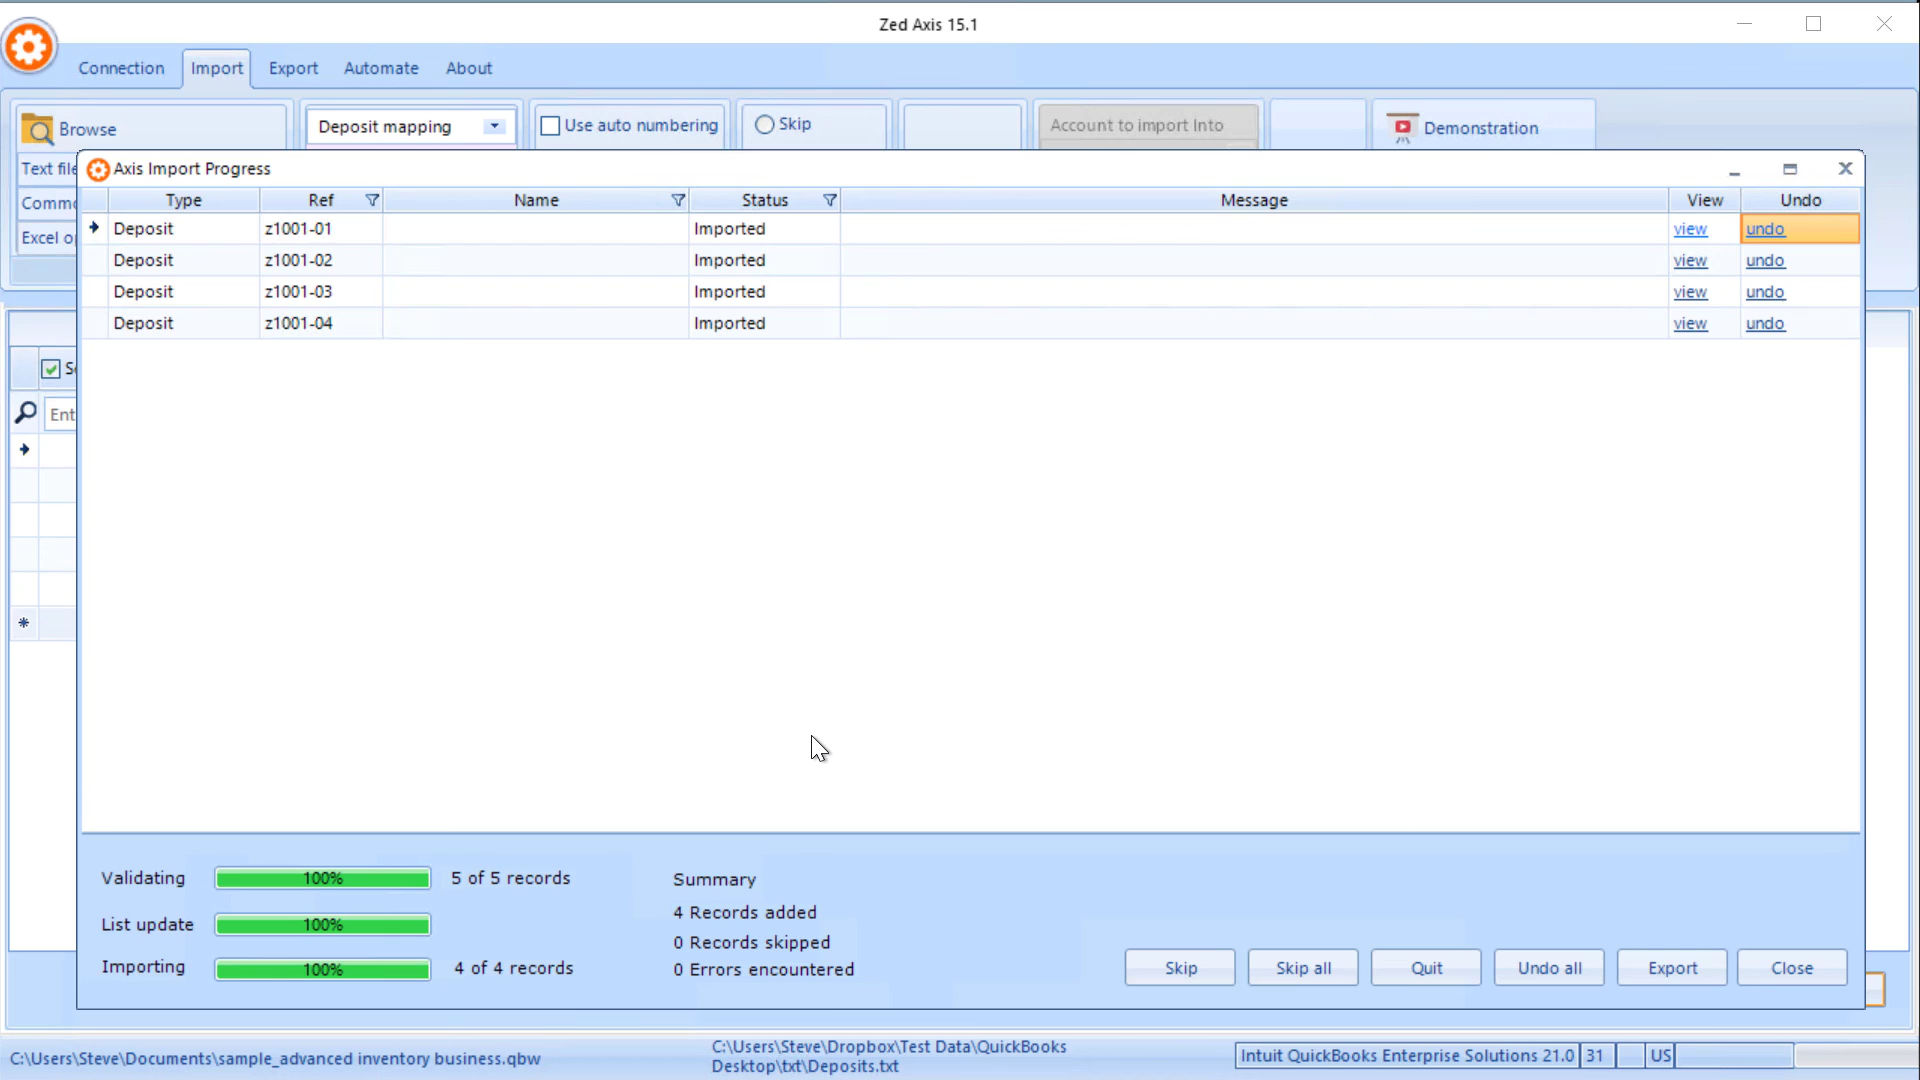 Zed Axis 15.1
Connection Import Export Automate About
Browse Deposit mapping Use auto numbering Skip Account to import Into Demonstration
Text file
Axis Import Progress
Type Ref Name Status Message View Undo
Deposit z1001-01 Imported view undo
Deposit z1001-02 Imported view undo
Deposit z1001-03 Imported view undo
Deposit z1001-04 Imported view undo
Validating 100% 5 of 5 records
List update 100%
Importing 100% 4 of 4 records
Summary
4 Records added
0 Records skipped
0 Errors encountered
Skip Skip all Quit Undo all Export Close
C:\Users\Steve\Documents\sample_advanced inventory business.qbw
C:\Users\Steve\Dropbox\Test Data\QuickBooks
Desktop\txt\Deposits.txt
Intuit QuickBooks Enterprise Solutions 21.0 31 US